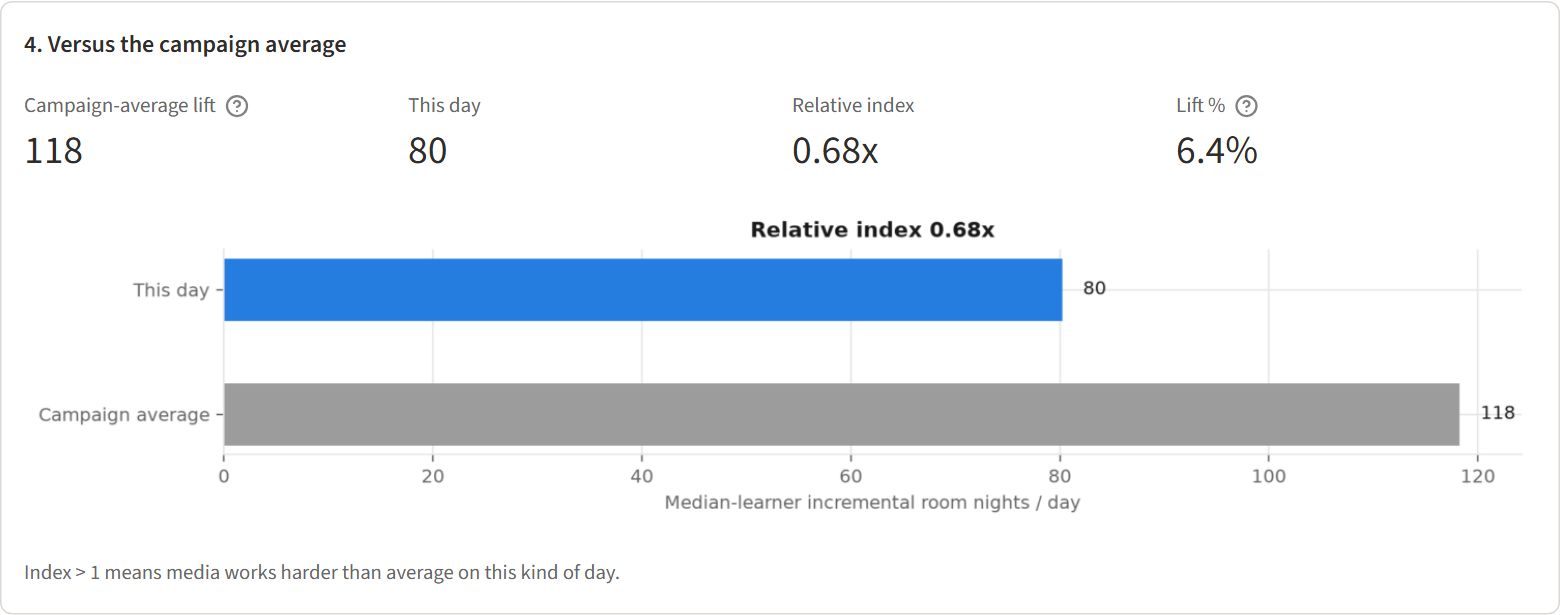 4. Versus the campaign average
Campaign-average lift ?
This day
Relative index
Lift % ?
118
80
0.68x
6.4%
Relative index 0.68x
This day
80
Campaign average
118
0 20 40 60 80 100 120
Median-learner incremental room nights / day
Index > 1 means media works harder than average on this kind of day.